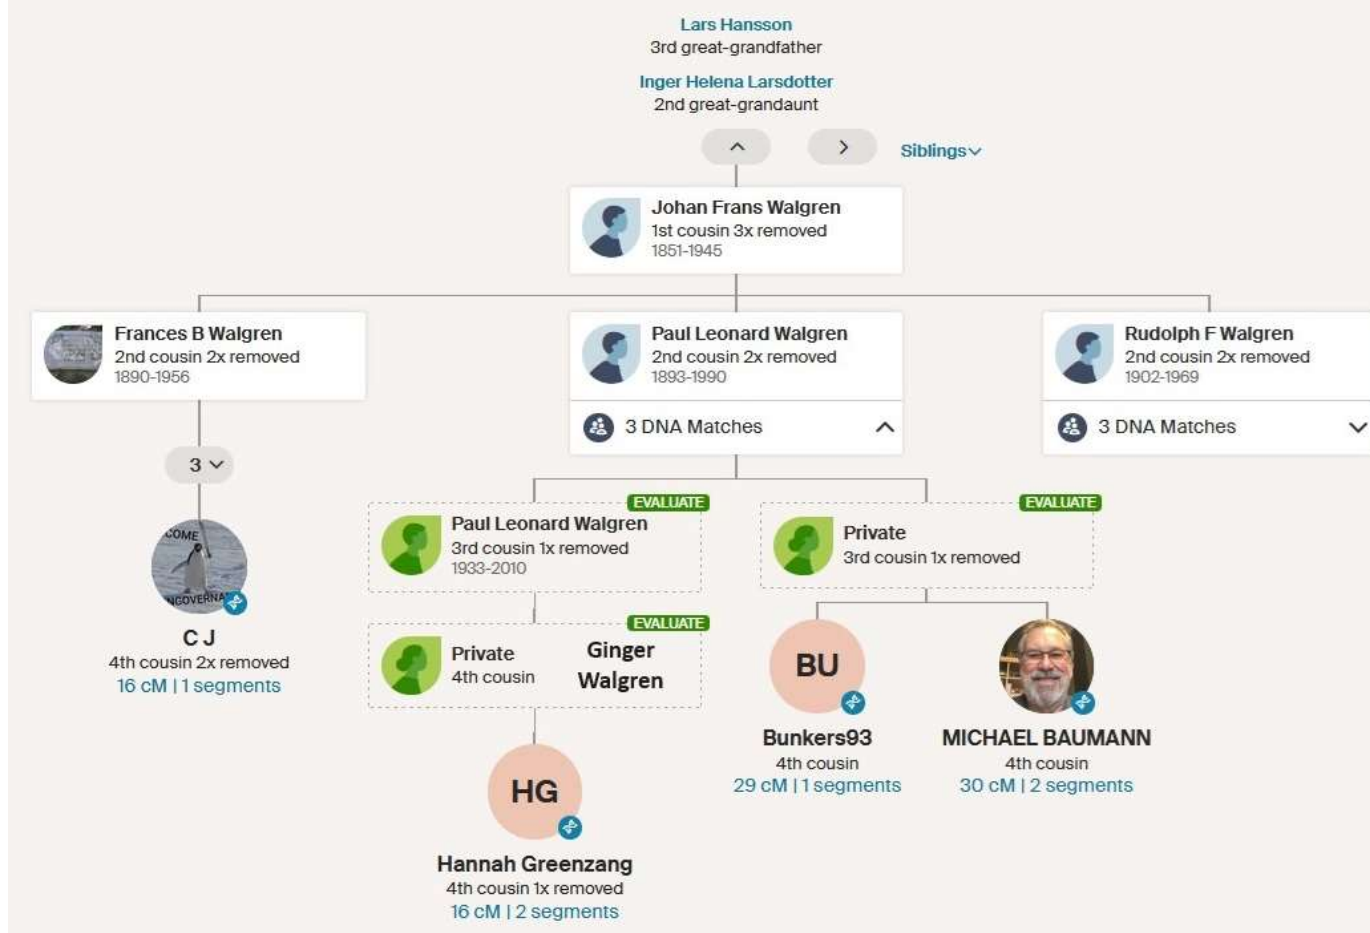 Lars Hansson
3rd great-grandfather
Inger Helena Larsdotter
2nd great-grandaunt
Siblings
Johan Frans Walgren
1st cousin 3x removed
1851-1945
Frances B Walgren
2nd cousin 2x removed
1890-1956
Paul Leonard Walgren
2nd cousin 2x removed
1893-1990
3 DNA Matches
Rudolph F Walgren
2nd cousin 2x removed
1902-1969
3 DNA Matches
3
COME
C J
4th cousin 2x removed
16 cM | 1 segments
EVALUATE
Paul Leonard Walgren
3rd cousin 1x removed
1933-2010
EVALUATE
Private
4th cousin
Ginger
Walgren
HG
Hannah Greenzang
4th cousin 1x removed
16 cM | 2 segments
EVALUATE
Private
3rd cousin 1x removed
BU
Bunkers93
4th cousin
29 cM | 1 segments
MICHAEL BAUMANN
4th cousin
30 cM | 2 segments